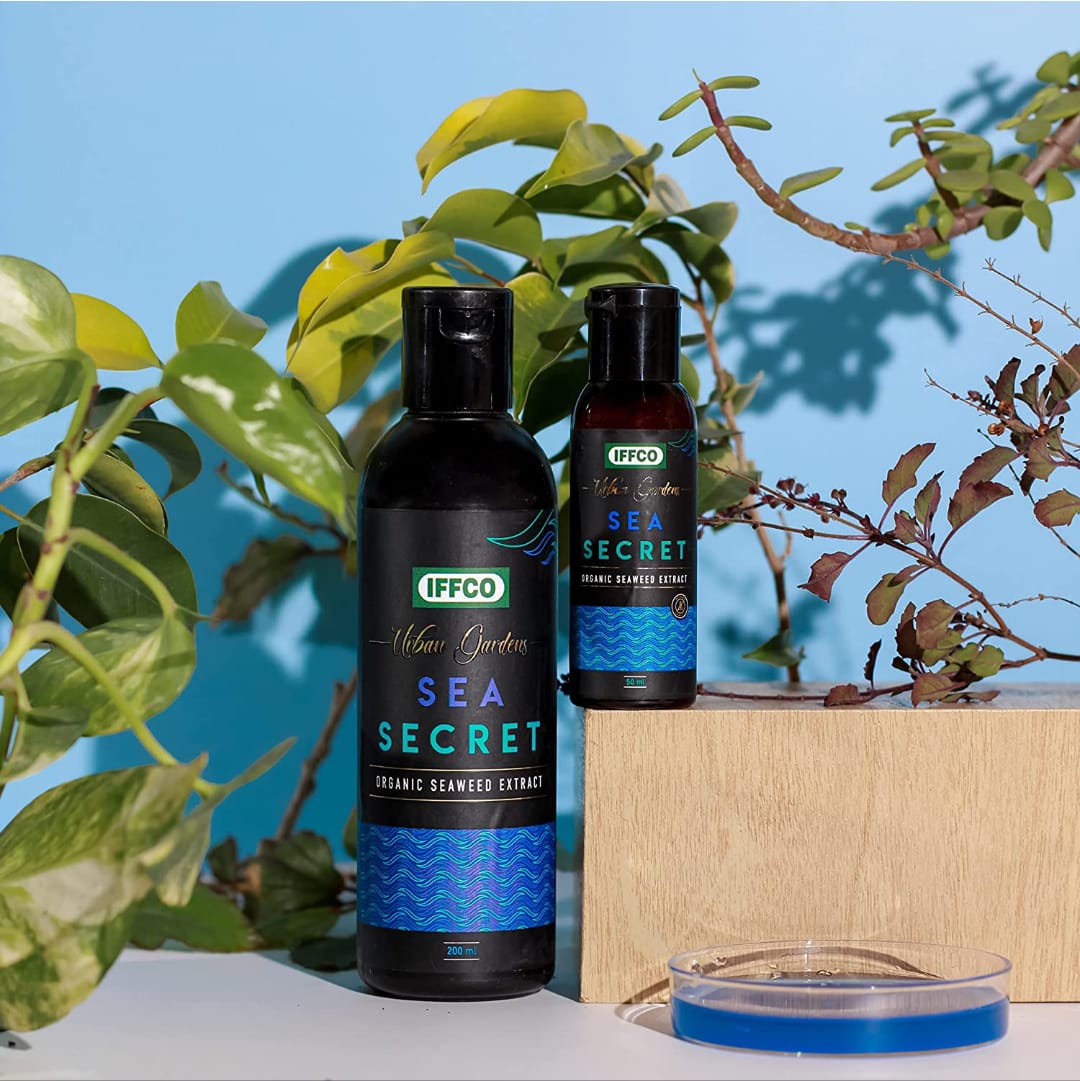 IFFCO
Urban Gardens
SEA
SECRET
ORGANIC SEAWEED EXTRACT
200 ml
IFFCO
Urban Gardens
SEA
SECRET
ORGANIC SEAWEED EXTRACT
50 ml